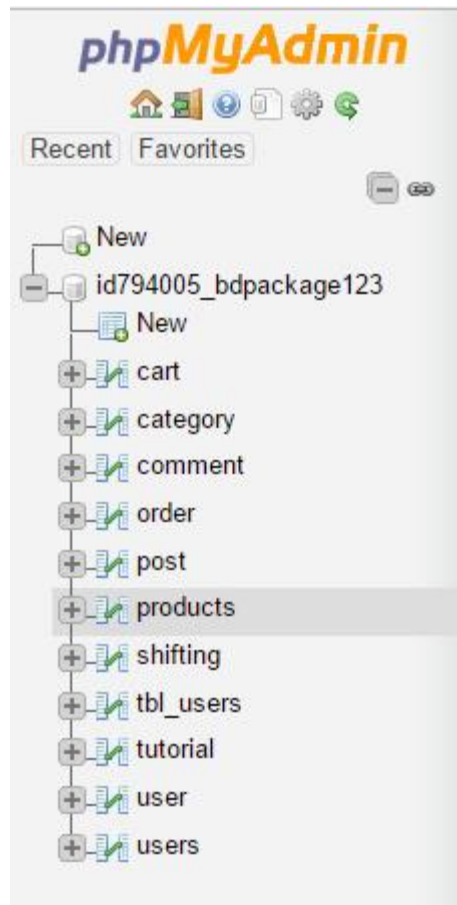 phpMyAdmin
Recent Favorites
New
id794005_bdpackage123
New
cart
category
comment
order
post
products
shifting
tbl_users
tutorial
user
users